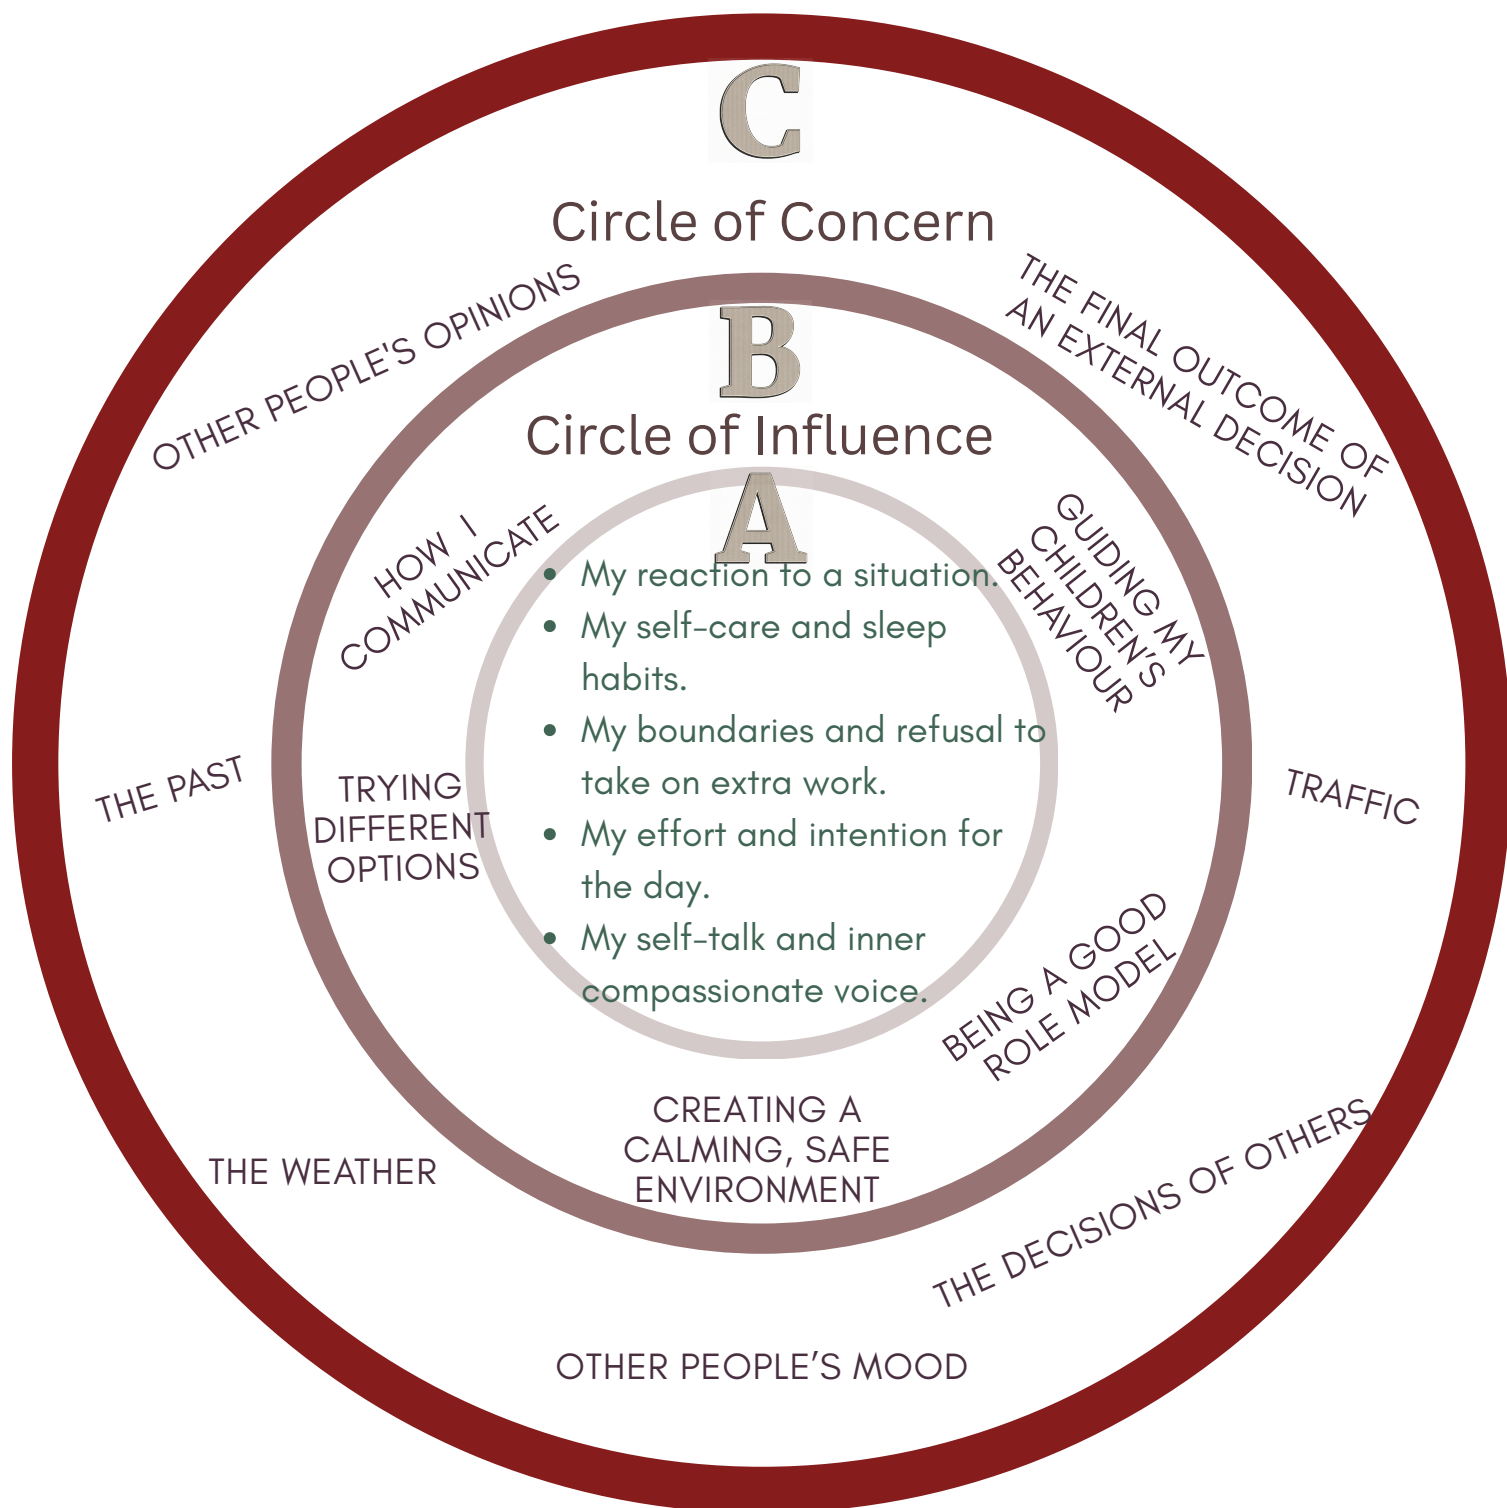 C
Circle of Concern
OTHER PEOPLE'S OPINIONS
THE FINAL OUTCOME OF
AN EXTERNAL DECISION
B
Circle of Influence
A
HOW I
COMMUNICATE
GUIDING MY
CHILDREN'S
BEHAVIOUR
• My reaction to a situation.
• My self-care and sleep
habits.
• My boundaries and refusal to
take on extra work.
• My effort and intention for
the day.
• My self-talk and inner
compassionate voice.
THE PAST
TRYING
DIFFERENT
OPTIONS
TRAFFIC
BEING A GOOD
ROLE MODEL
CREATING A
CALMING, SAFE
ENVIRONMENT
THE WEATHER
THE DECISIONS OF OTHERS
OTHER PEOPLE’S MOOD